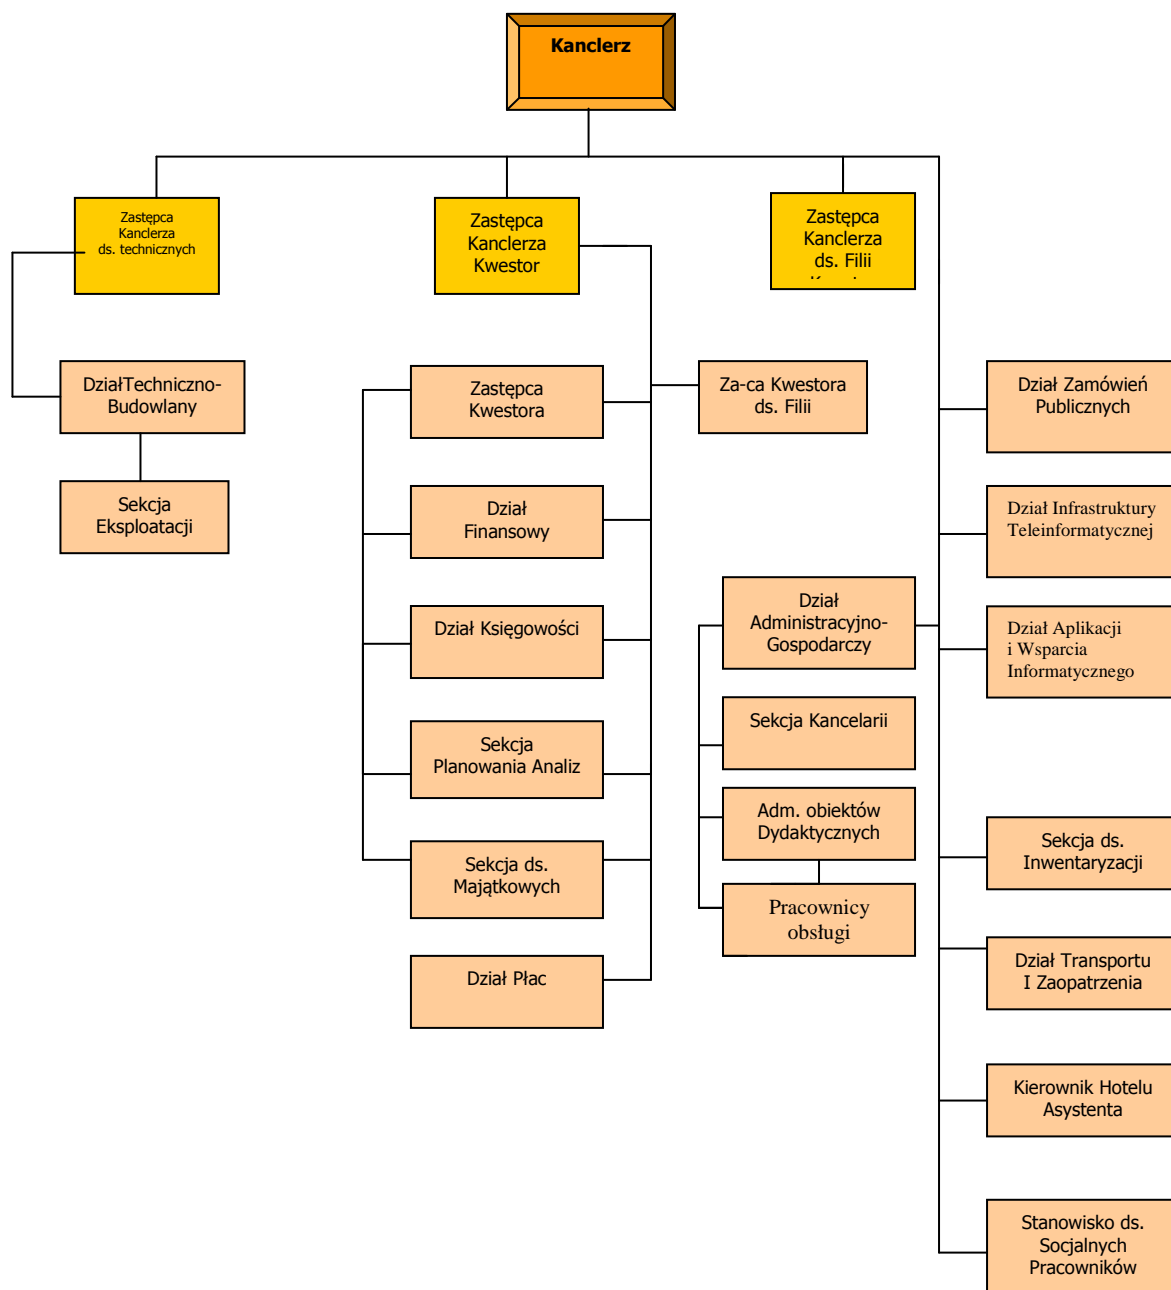 Kanclerz
Zastępca
Kanclerza
ds. technicznych
Zastępca
Kanclerza
Kwestor
Zastępca
Kanclerza
ds. Filii
DziałTechniczno-
Budowlany
Sekcja
Eksploatacji
Zastępca
Kwestora
Za-ca Kwestora
ds. Filii
Dział
Finansowy
Dział Księgowości
Sekcja
Planowania Analiz
Sekcja ds.
Majątkowych
Dział Płac
Dział
Administracyjno-
Gospodarczy
Sekcja Kancelarii
Adm. obiektów
Dydaktycznych
Pracownicy
obsługi
Dział Zamówień
Publicznych
Dział Infrastruktury
Teleinformatycznej
Dział Aplikacji
i Wsparcia
Informatycznego
Sekcja ds.
Inwentaryzacji
Dział Transportu
I Zaopatrzenia
Kierownik Hotelu
Asystenta
Stanowisko ds.
Socjalnych
Pracowników